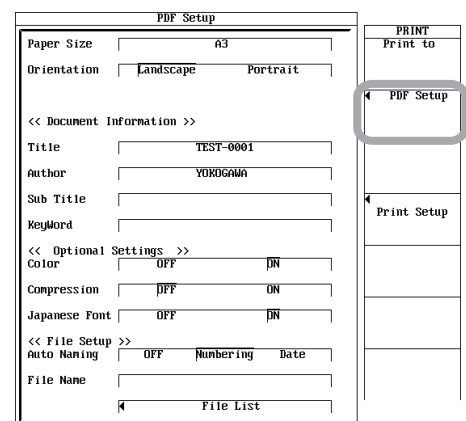 PDF Setup
Paper Size A3
Orientation Landscape Portrait
<< Document Information >>
Title TEST-0001
Author YOKOGAWA
Sub Title
KeyWord
<< Optional Settings >>
Color OFF ON
Compression OFF ON
Japanese Font OFF ON
<< File Setup >>
Auto Naming OFF Numbering Date
File Name
File List
PRINT
Print to
PDF Setup
Print Setup